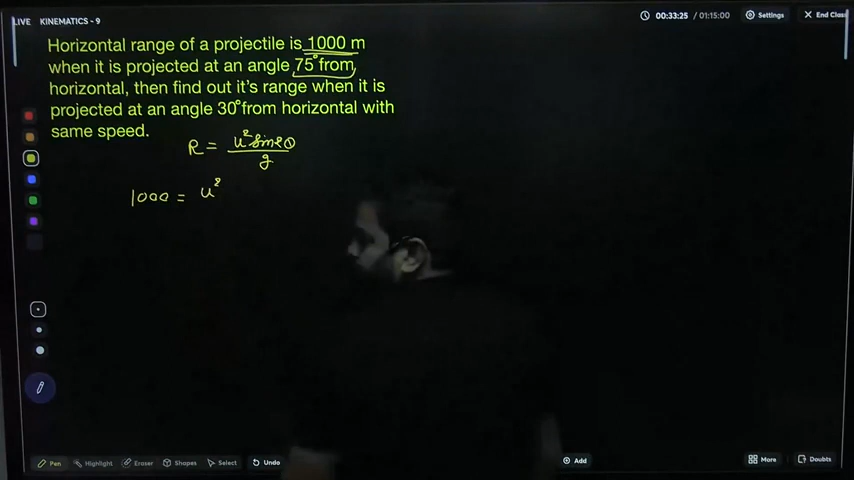 LIVE KINEMATICS - 9
00:33:25 / 01:15:00
Settings
End Class
Horizontal range of a projectile is 1000 m
when it is projected at an angle 75°from
horizontal, then find out it's range when it is
projected at an angle 30°from horizontal with
same speed.
R = u² sin2θ / g
1000 = u²
Pen
Highlight
Eraser
Shapes
Select
Undo
Add
More
Doubts